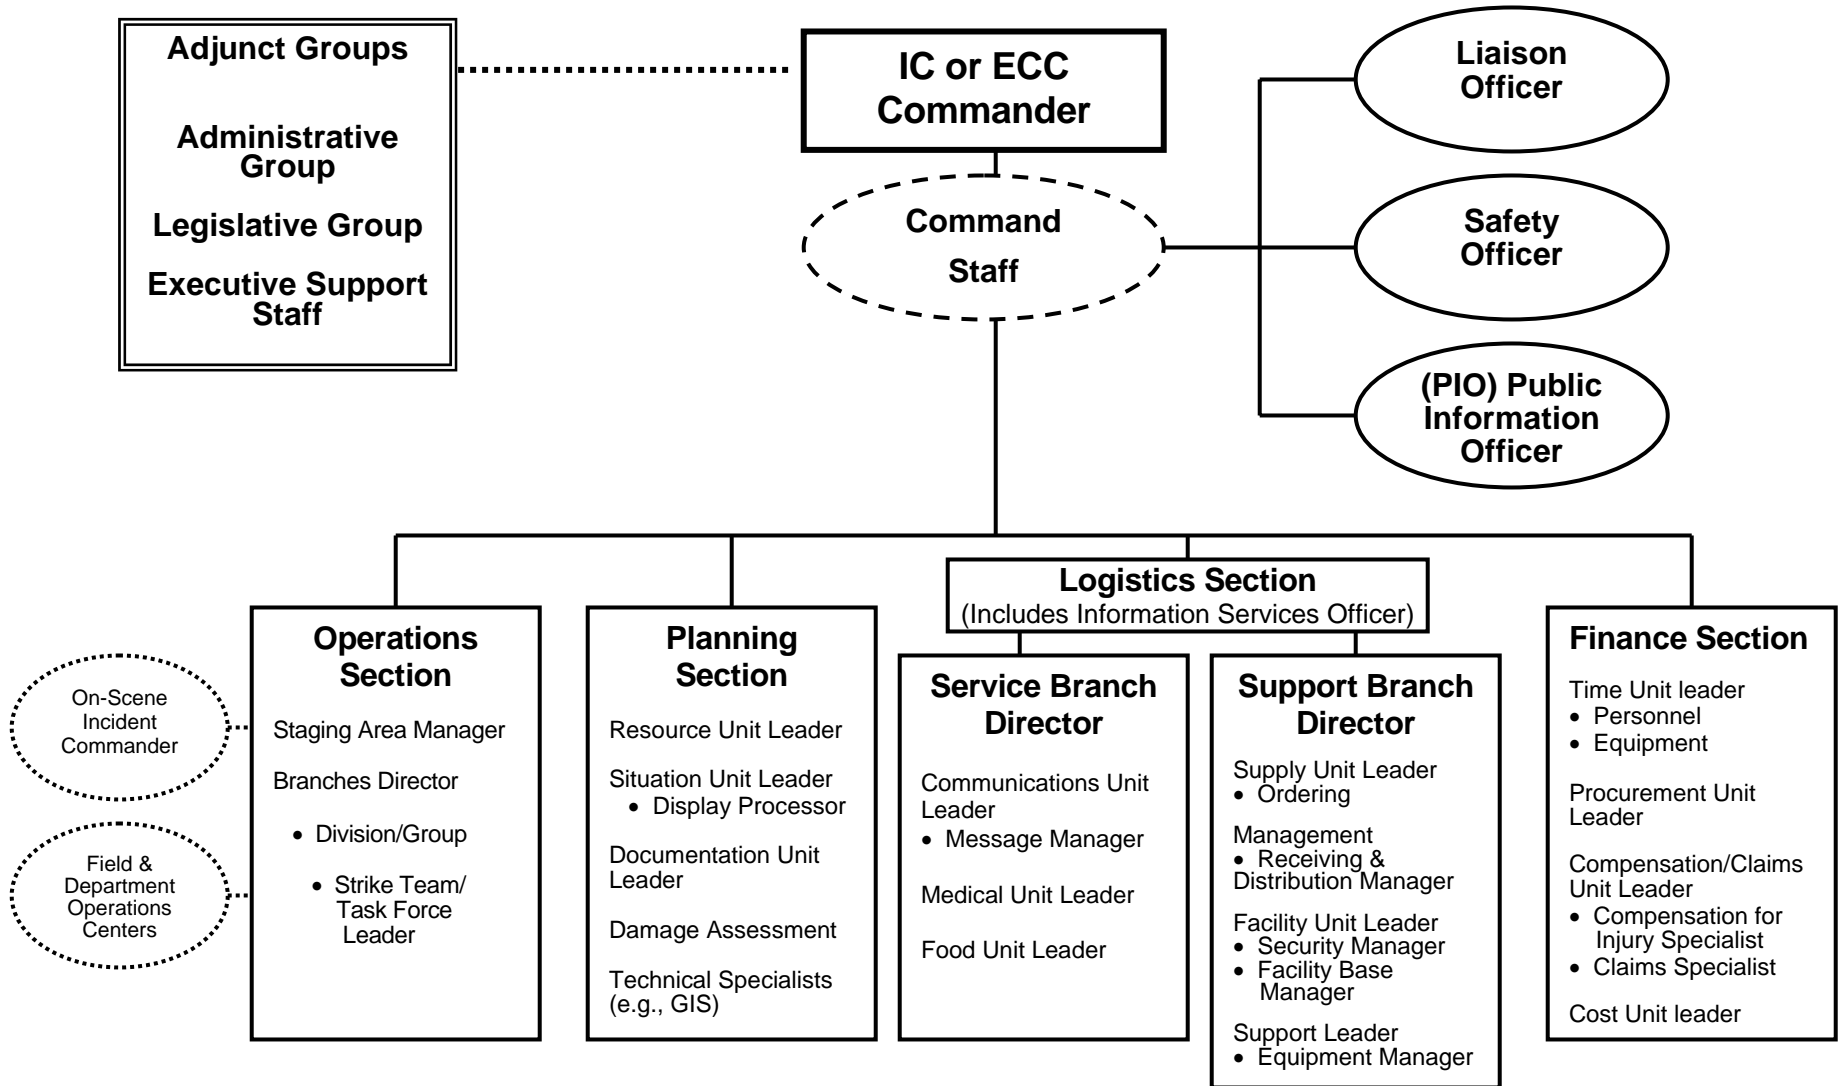 Adjunct Groups
Administrative
Group
Legislative Group
Executive Support
Staff
IC or ECC
Commander
Command
Staff
Liaison
Officer
Safety
Officer
(PIO) Public
Information
Officer
On-Scene
Incident
Commander
Field &
Department
Operations
Centers
Operations
Section
Staging Area Manager
Branches Director
• Division/Group
• Strike Team/
Task Force
Leader
Planning
Section
Resource Unit Leader
Situation Unit Leader
• Display Processor
Documentation Unit
Leader
Damage Assessment
Technical Specialists
(e.g., GIS)
Logistics Section
(Includes Information Services Officer)
Service Branch
Director
Communications Unit
Leader
• Message Manager
Medical Unit Leader
Food Unit Leader
Support Branch
Director
Supply Unit Leader
• Ordering
Management
• Receiving &
Distribution Manager
Facility Unit Leader
• Security Manager
• Facility Base
Manager
Support Leader
• Equipment Manager
Finance Section
Time Unit leader
• Personnel
• Equipment
Procurement Unit
Leader
Compensation/Claims
Unit Leader
• Compensation for
Injury Specialist
• Claims Specialist
Cost Unit leader